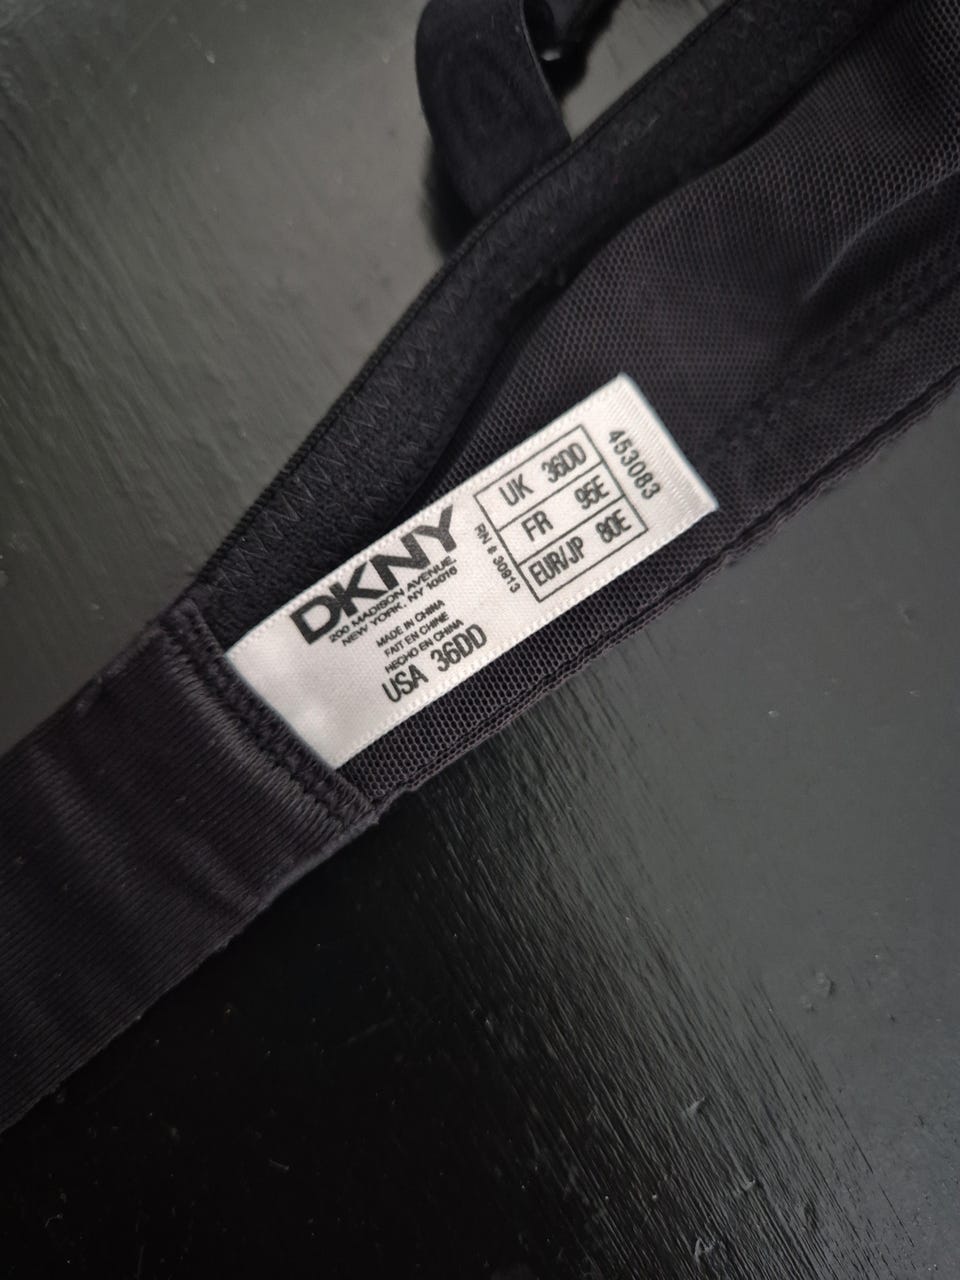 DKNY
200 MADISON AVENUE,
NEW YORK, NY 10016
MADE IN CHINA
FAIT EN CHINE
HECHO EN CHINA
USA 36DD
RN # 30913
UK 36DD
FR 95E
EUR/JP 80E
453083